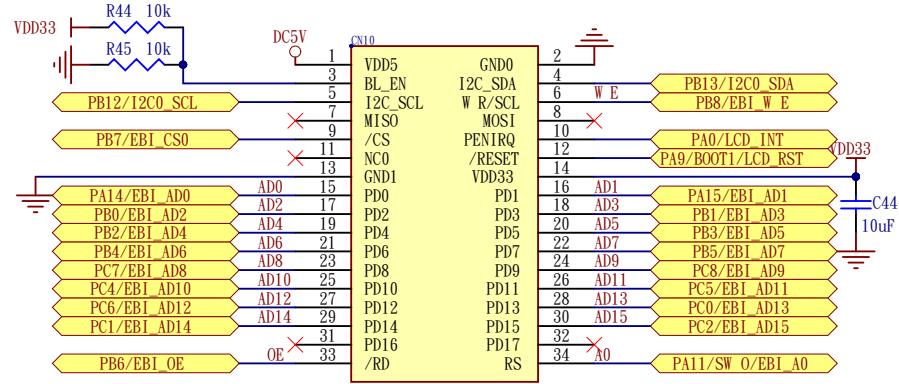 R44 10k
VDD33
R45 10k
DC5V
CN10
1 VDD5 GND0 2
3 BL_EN I2C_SDA 4 PB13/I2C0_SDA
PB12/I2C0_SCL 5 I2C_SCL W R/SCL 6 W E PB8/EBI_W E
7 MISO MOSI 8
PB7/EBI_CS0 9 /CS PENIRQ 10 PA0/LCD_INT
11 NC0 /RESET 12 PA9/BOOT1/LCD_RST VDD33
13 GND1 VDD33 14
PA14/EBI_AD0 AD0 15 PD0 PD1 16 AD1 PA15/EBI_AD1
PB0/EBI_AD2 AD2 17 PD2 PD3 18 AD3 PB1/EBI_AD3 C44
PB2/EBI_AD4 AD4 19 PD4 PD5 20 AD5 PB3/EBI_AD5 10uF
PB4/EBI_AD6 AD6 21 PD6 PD7 22 AD7 PB5/EBI_AD7
PC7/EBI_AD8 AD8 23 PD8 PD9 24 AD9 PC8/EBI_AD9
PC4/EBI_AD10 AD10 25 PD10 PD11 26 AD11 PC5/EBI_AD11
PC6/EBI_AD12 AD12 27 PD12 PD13 28 AD13 PC0/EBI_AD13
PC1/EBI_AD14 AD14 29 PD14 PD15 30 AD15 PC2/EBI_AD15
31 PD16 PD17 32
PB6/EBI_OE OE 33 /RD RS 34 A0 PA11/SW O/EBI_A0